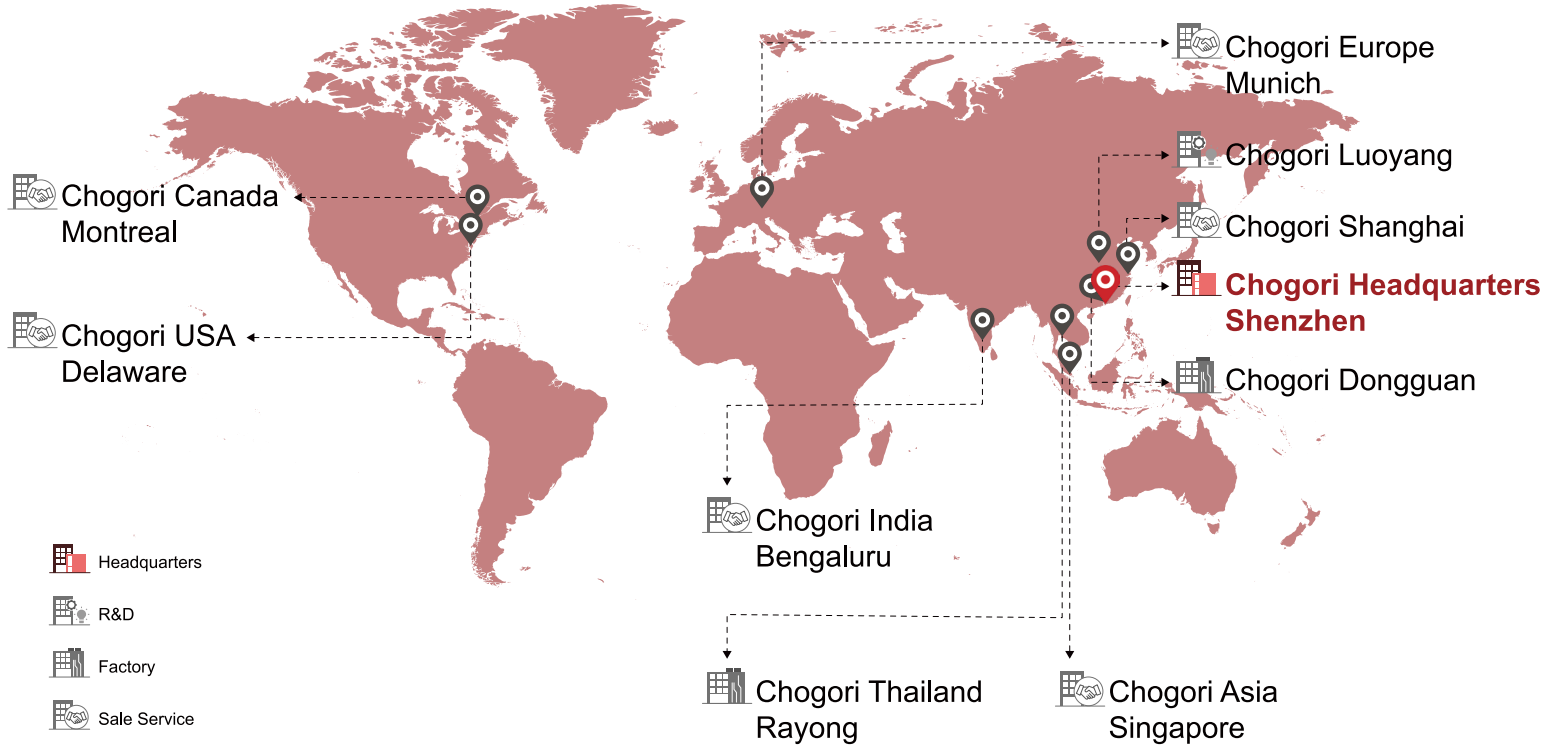 Chogori Europe
Munich
Chogori Luoyang
Chogori Canada
Montreal
Chogori Shanghai
Chogori Headquarters
Shenzhen
Chogori USA
Delaware
Chogori Dongguan
Chogori India
Bengaluru
Headquarters
R&D
Factory
Sale Service
Chogori Thailand
Rayong
Chogori Asia
Singapore